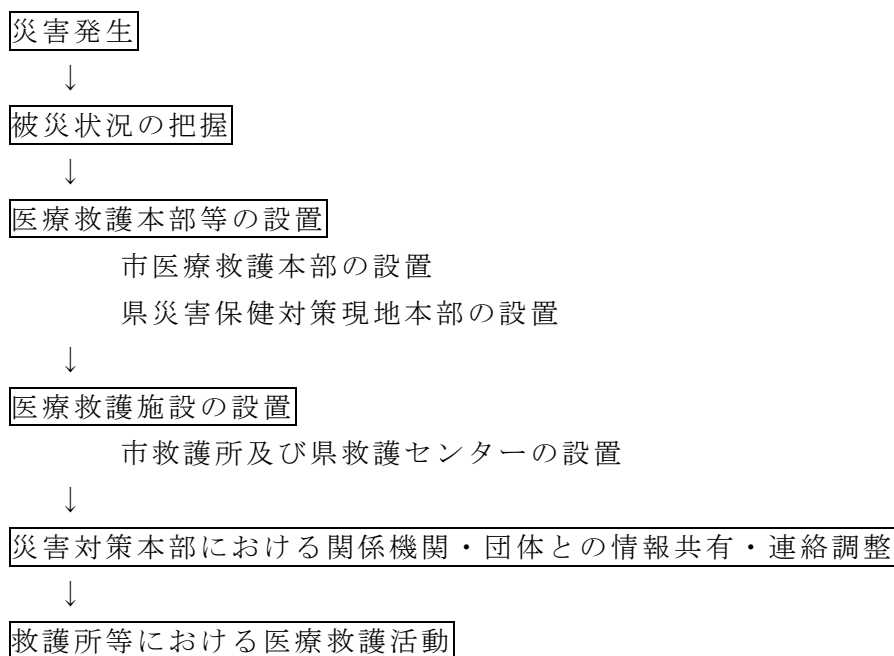 災害発生
↓
被災状況の把握
↓
医療救護本部等の設置
市医療救護本部の設置
県災害保健対策現地本部の設置
↓
医療救護施設の設置
市救護所及び県救護センターの設置
↓
災害対策本部における関係機関・団体との情報共有・連絡調整
↓
救護所等における医療救護活動